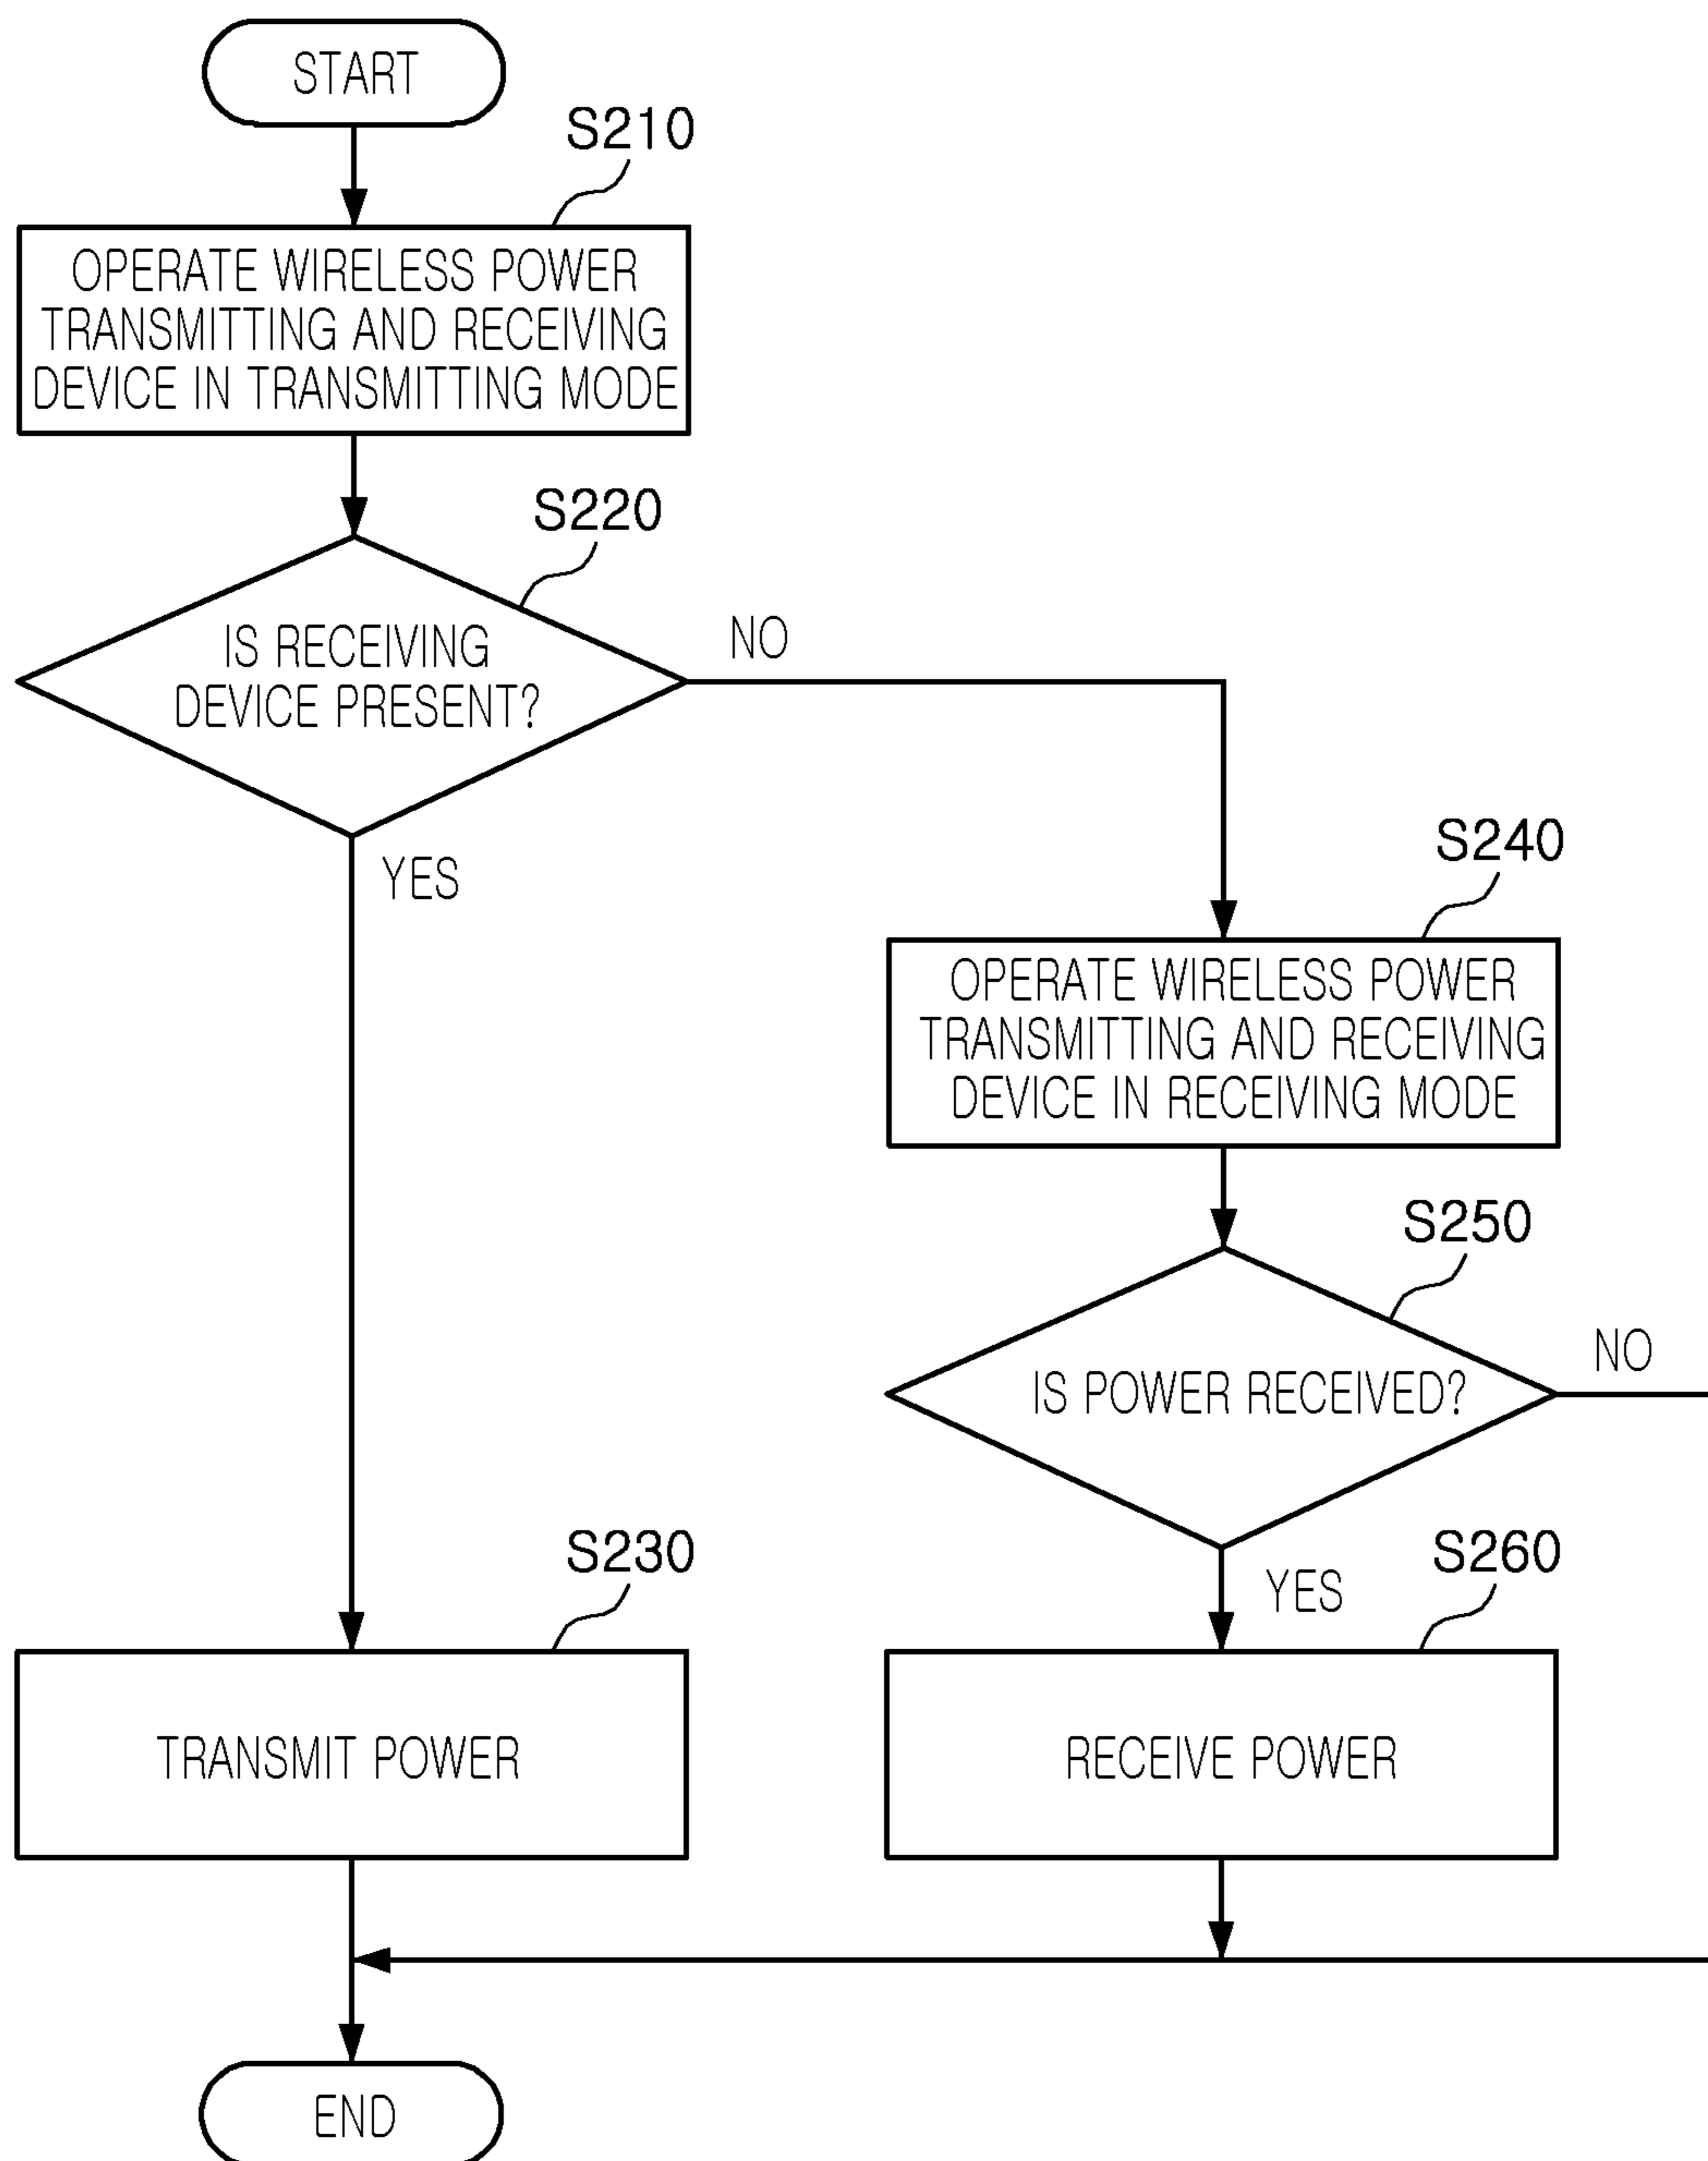 START
S210
OPERATE WIRELESS POWER
TRANSMITTING AND RECEIVING
DEVICE IN TRANSMITTING MODE
S220
IS RECEIVING
DEVICE PRESENT?
NO
YES
S240
OPERATE WIRELESS POWER
TRANSMITTING AND RECEIVING
DEVICE IN RECEIVING MODE
S250
IS POWER RECEIVED?
NO
YES
S230
TRANSMIT POWER
S260
RECEIVE POWER
END